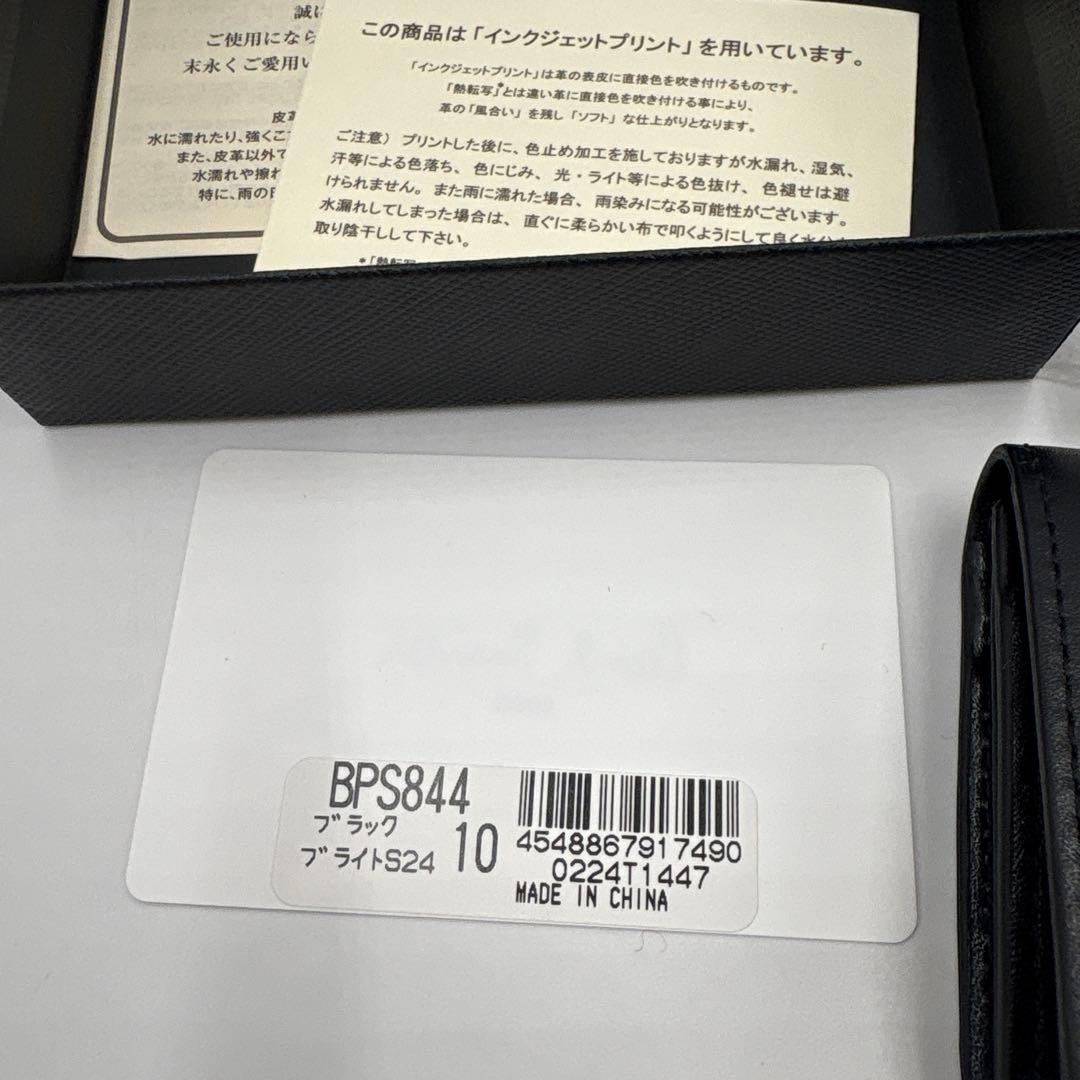 誠に
ご使用になら
末永くご愛用い
皮革
水に濡れたり、強くこす
また、皮革以外で
水濡れや擦れ
特に、雨の日
この商品は「インクジェットプリント」を用いています。
「インクジェットプリント」は革の表皮に直接色を吹き付けるものです。
「熱転写」*とは違い革に直接色を吹き付ける事により、
革の「風合い」を残し「ソフト」な仕上がりとなります。
ご注意）プリントした後に、色止め加工を施しておりますが水漏れ、湿気、
汗等による色落ち、色にじみ、光・ライト等による色抜け、色褪せは避
けられません。また雨に濡れた場合、雨染みになる可能性がございます。
水漏れしてしまった場合は、直ぐに柔らかい布で叩くようにして良く水分を
取り陰干しして下さい。
*「熱転写
BPS844
ブラック
ブライトS24 10
4548867917490
0224T1447
MADE IN CHINA